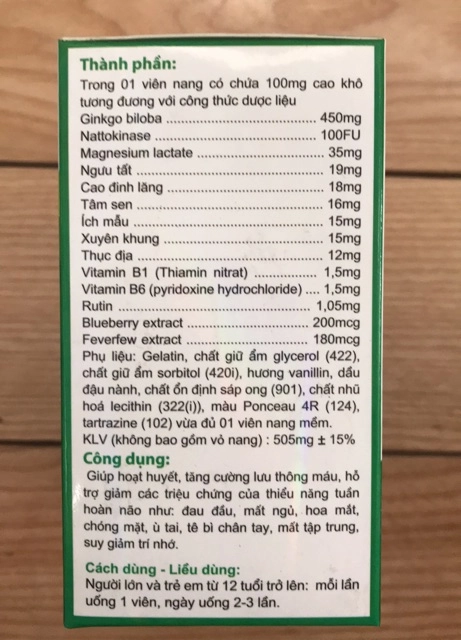 Thành phần:
Trong 01 viên nang có chứa 100mg cao khô
tương đương với công thức dược liệu
Ginkgo biloba .......................................... 450mg
Nattokinase ............................................. 100FU
Magnesium lactate ................................... 35mg
Ngưu tất ................................................... 19mg
Cao đinh lăng ........................................... 18mg
Tâm sen ................................................... 16mg
Ích mẫu .................................................... 15mg
Xuyên khung ............................................ 15mg
Thục địa ................................................... 12mg
Vitamin B1 (Thiamin nitrat) ................. 1,5mg
Vitamin B6 (pyridoxine hydrochloride) .... 1,5mg
Rutin ...................................................... 1,05mg
Blueberry extract .................................. 200mcg
Feverfew extract ................................... 180mcg
Phụ liệu: Gelatin, chất giữ ẩm glycerol (422),
chất giữ ẩm sorbitol (420i), hương vanillin, dầu
đậu nành, chất ổn định sáp ong (901), chất nhũ
hoá lecithin (322(i)), màu Ponceau 4R (124),
tartrazine (102) vừa đủ 01 viên nang mềm.
KLV (không bao gồm vỏ nang) : 505mg ± 15%
Công dụng:
Giúp hoạt huyết, tăng cường lưu thông máu, hỗ
trợ giảm các triệu chứng của thiểu năng tuần
hoàn não như: đau đầu, mất ngủ, hoa mắt,
chóng mặt, ù tai, tê bì chân tay, mất tập trung,
suy giảm trí nhớ.
Cách dùng - Liều dùng:
Người lớn và trẻ em từ 12 tuổi trở lên: mỗi lần
uống 1 viên, ngày uống 2-3 lần.